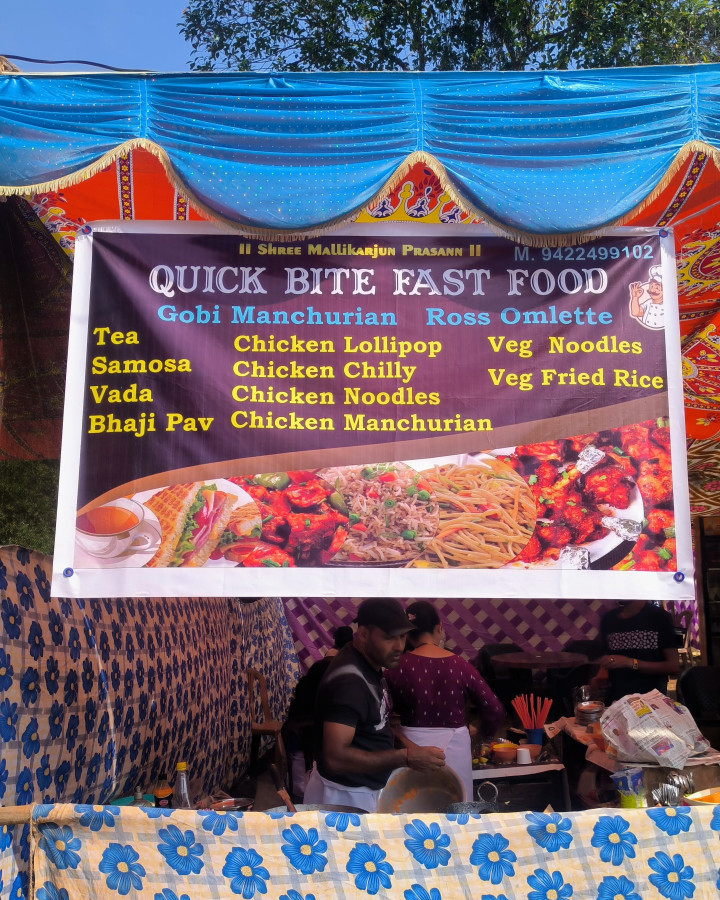 II Shree Mallikarjun Prasann II
M. 9422499102
QUICK BITE FAST FOOD
Gobi Manchurian Ross Omlette
Tea
Samosa
Vada
Bhaji Pav
Chicken Lollipop
Chicken Chilly
Chicken Noodles
Chicken Manchurian
Veg Noodles
Veg Fried Rice